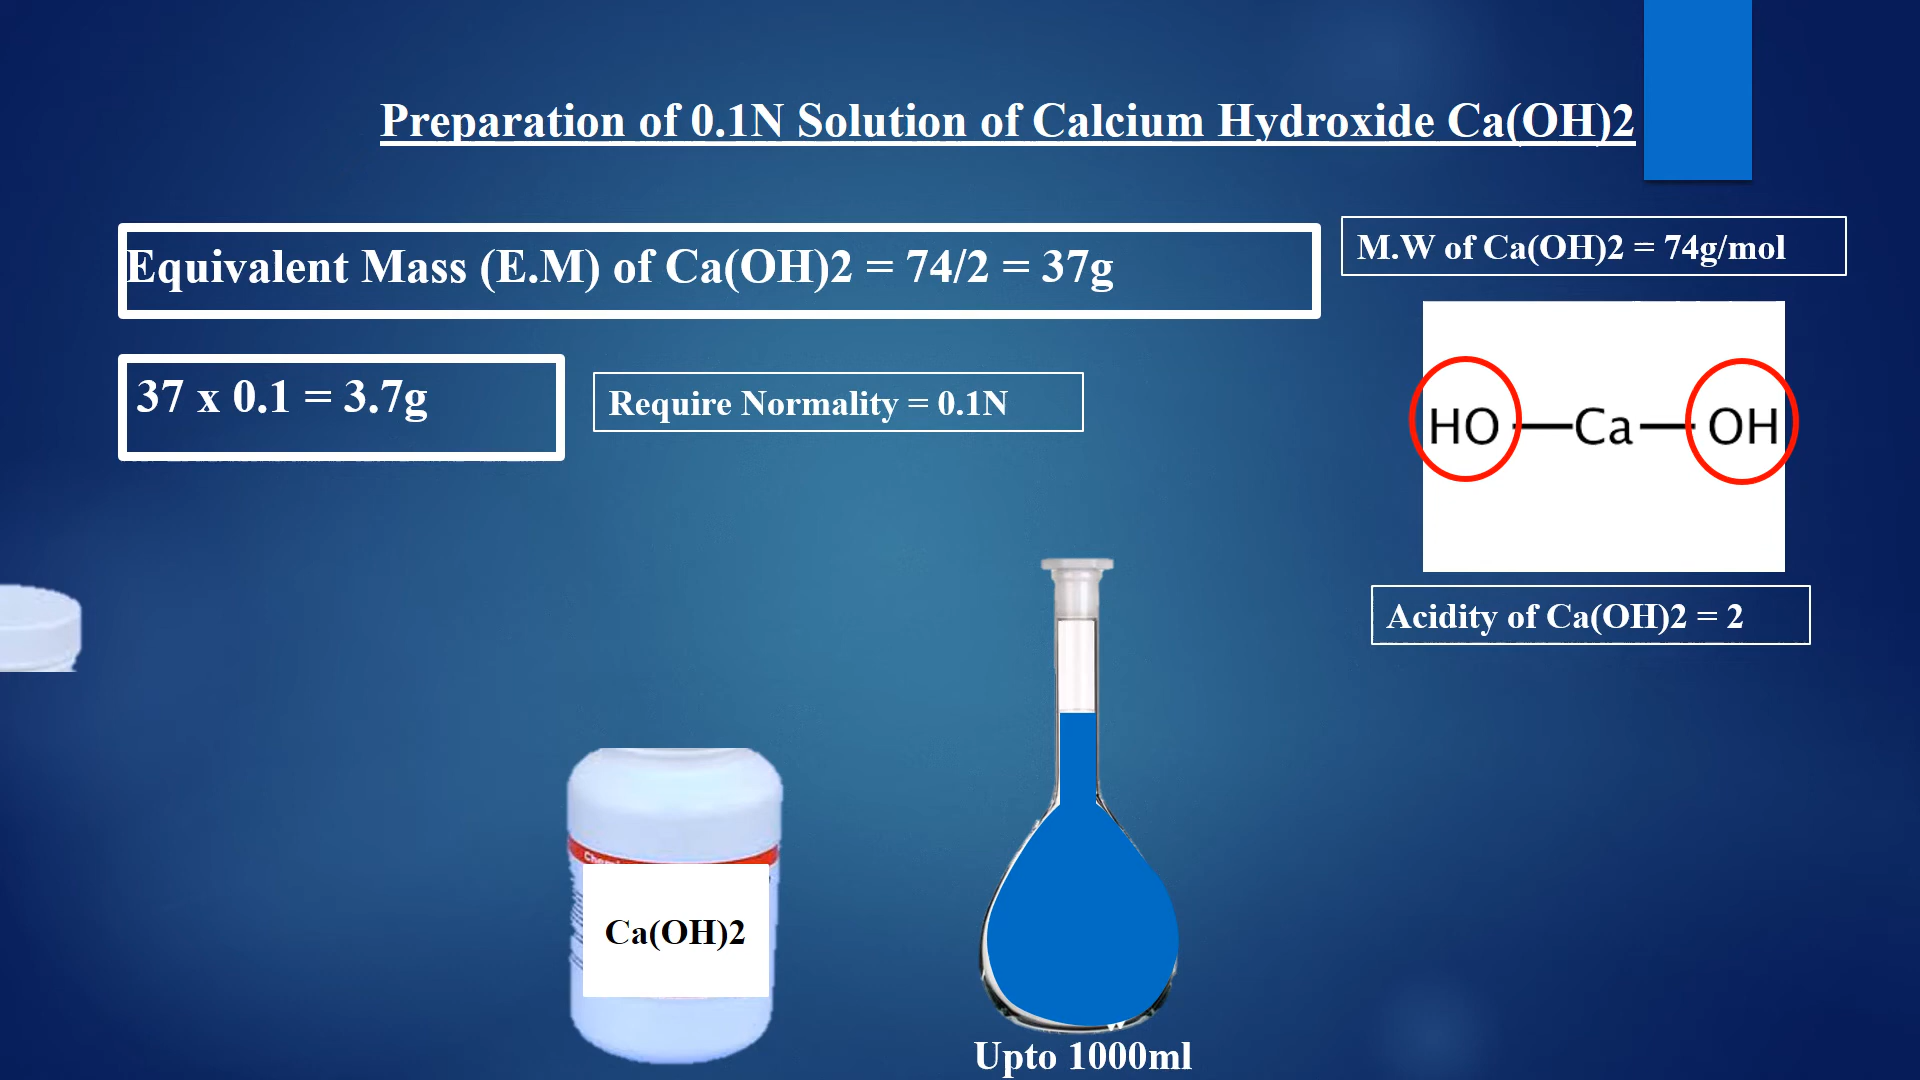 Preparation of 0.1N Solution of Calcium Hydroxide Ca(OH)2
Equivalent Mass (E.M) of Ca(OH)2 = 74/2 = 37g
M.W of Ca(OH)2 = 74g/mol
37 x 0.1 = 3.7g
Require Normality = 0.1N
HO—Ca—OH
Acidity of Ca(OH)2 = 2
Ca(OH)2
Upto 1000ml